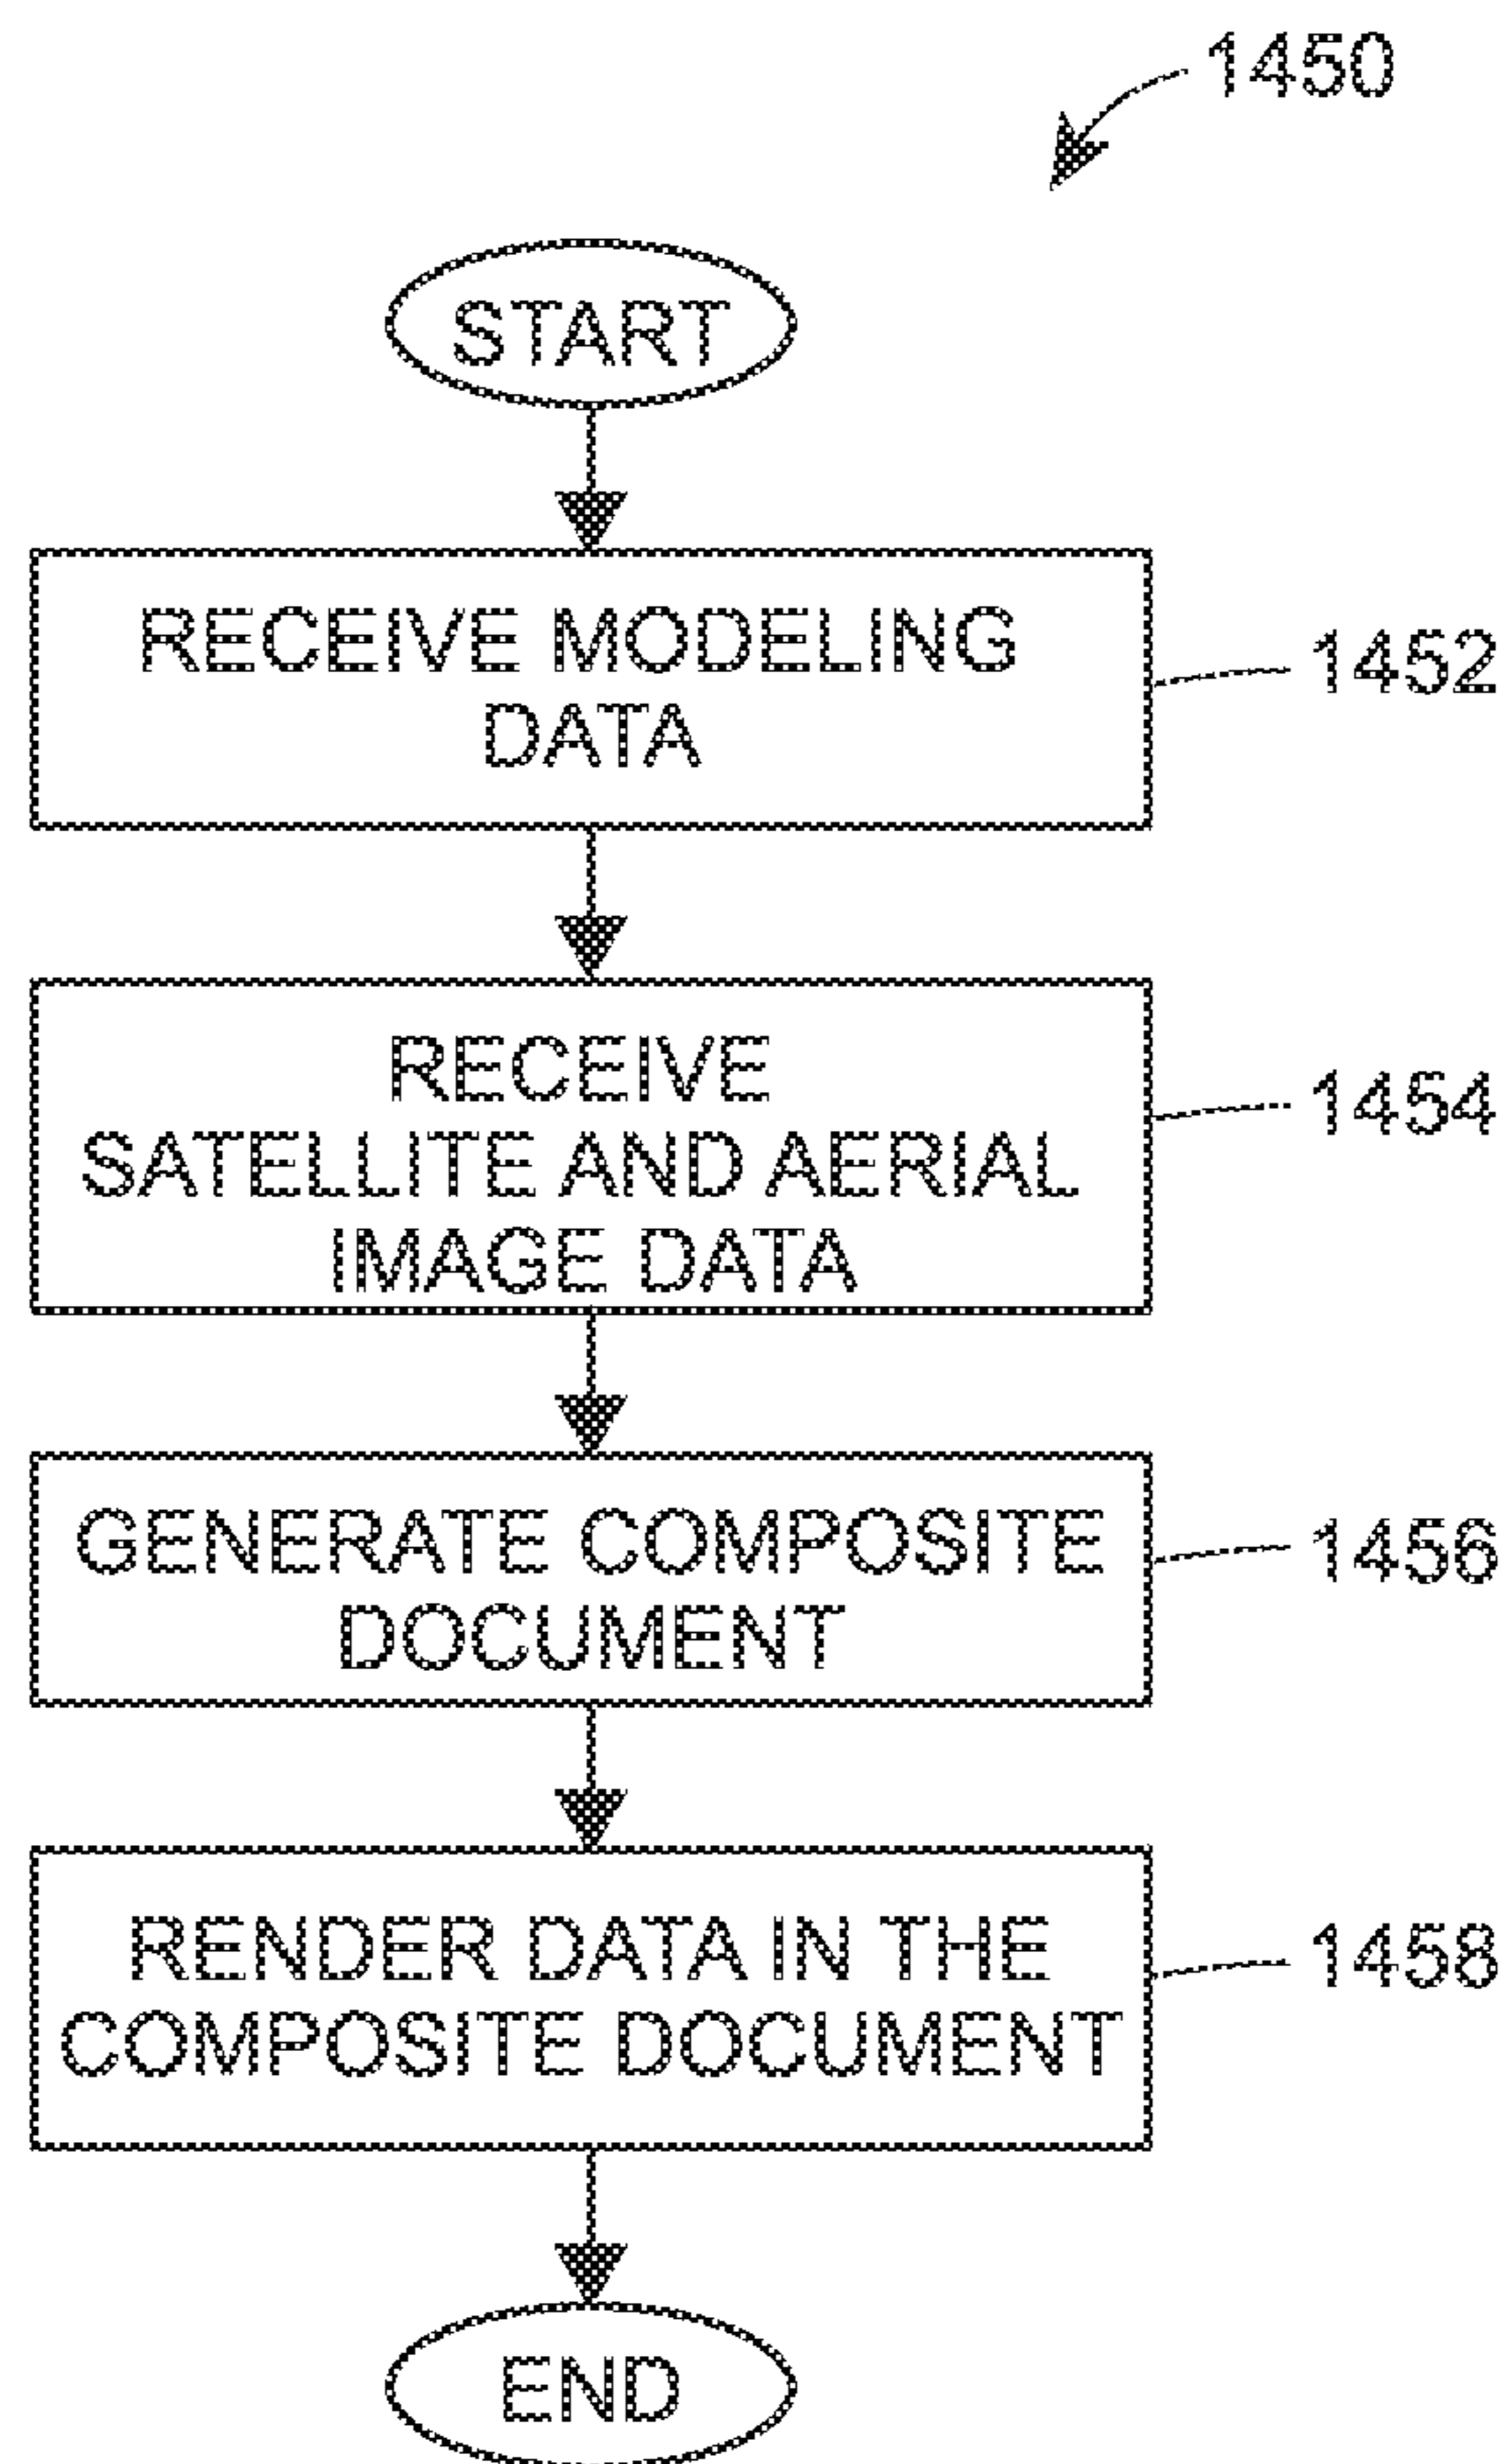 1450
START
RECEIVE MODELING
DATA
1452
RECEIVE
SATELLITE AND AERIAL
IMAGE DATA
1454
GENERATE COMPOSITE
DOCUMENT
1456
RENDER DATA IN THE
COMPOSITE DOCUMENT
1458
END